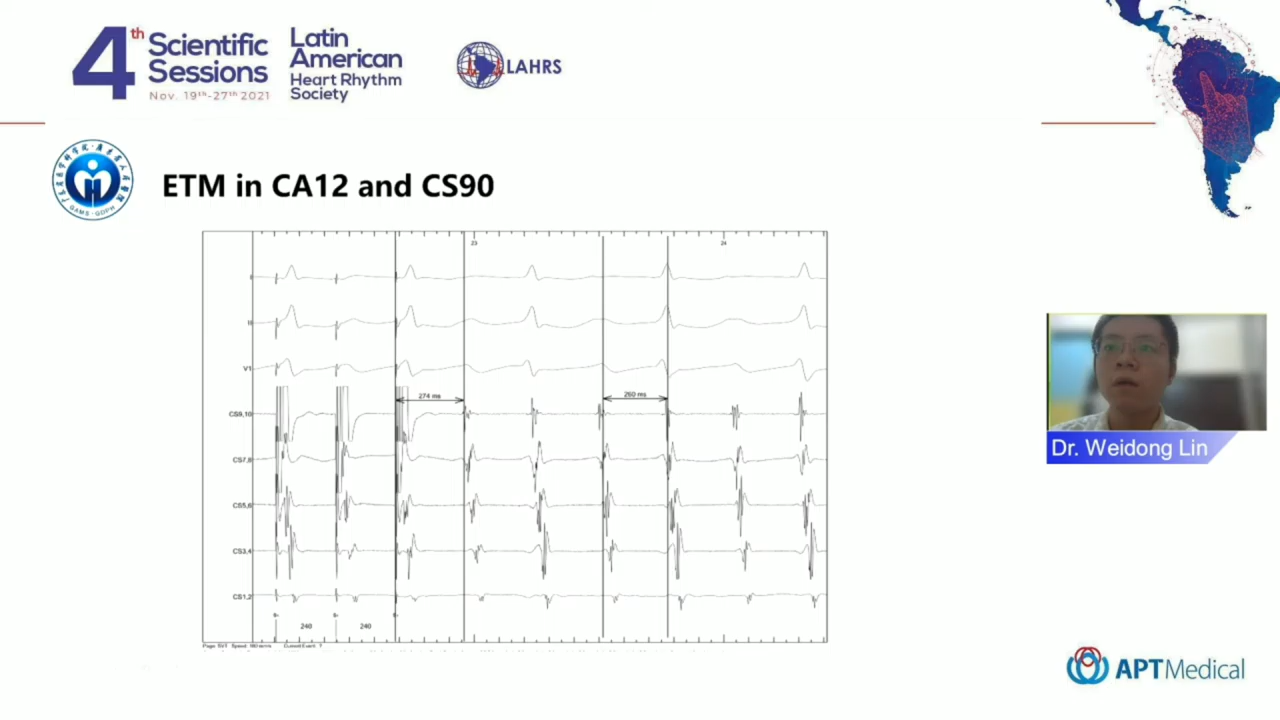 4th Scientific Sessions
Nov. 19th-27th 2021
Latin American Heart Rhythm Society
LAHRS
GAMS-GDPH
ETM in CA12 and CS90
23
24
I
II
V1
274 ms
260 ms
CS9,10
CS7,8
CS5,6
CS3,4
CS1,2
240
240
Dr. Weidong Lin
APTMedical